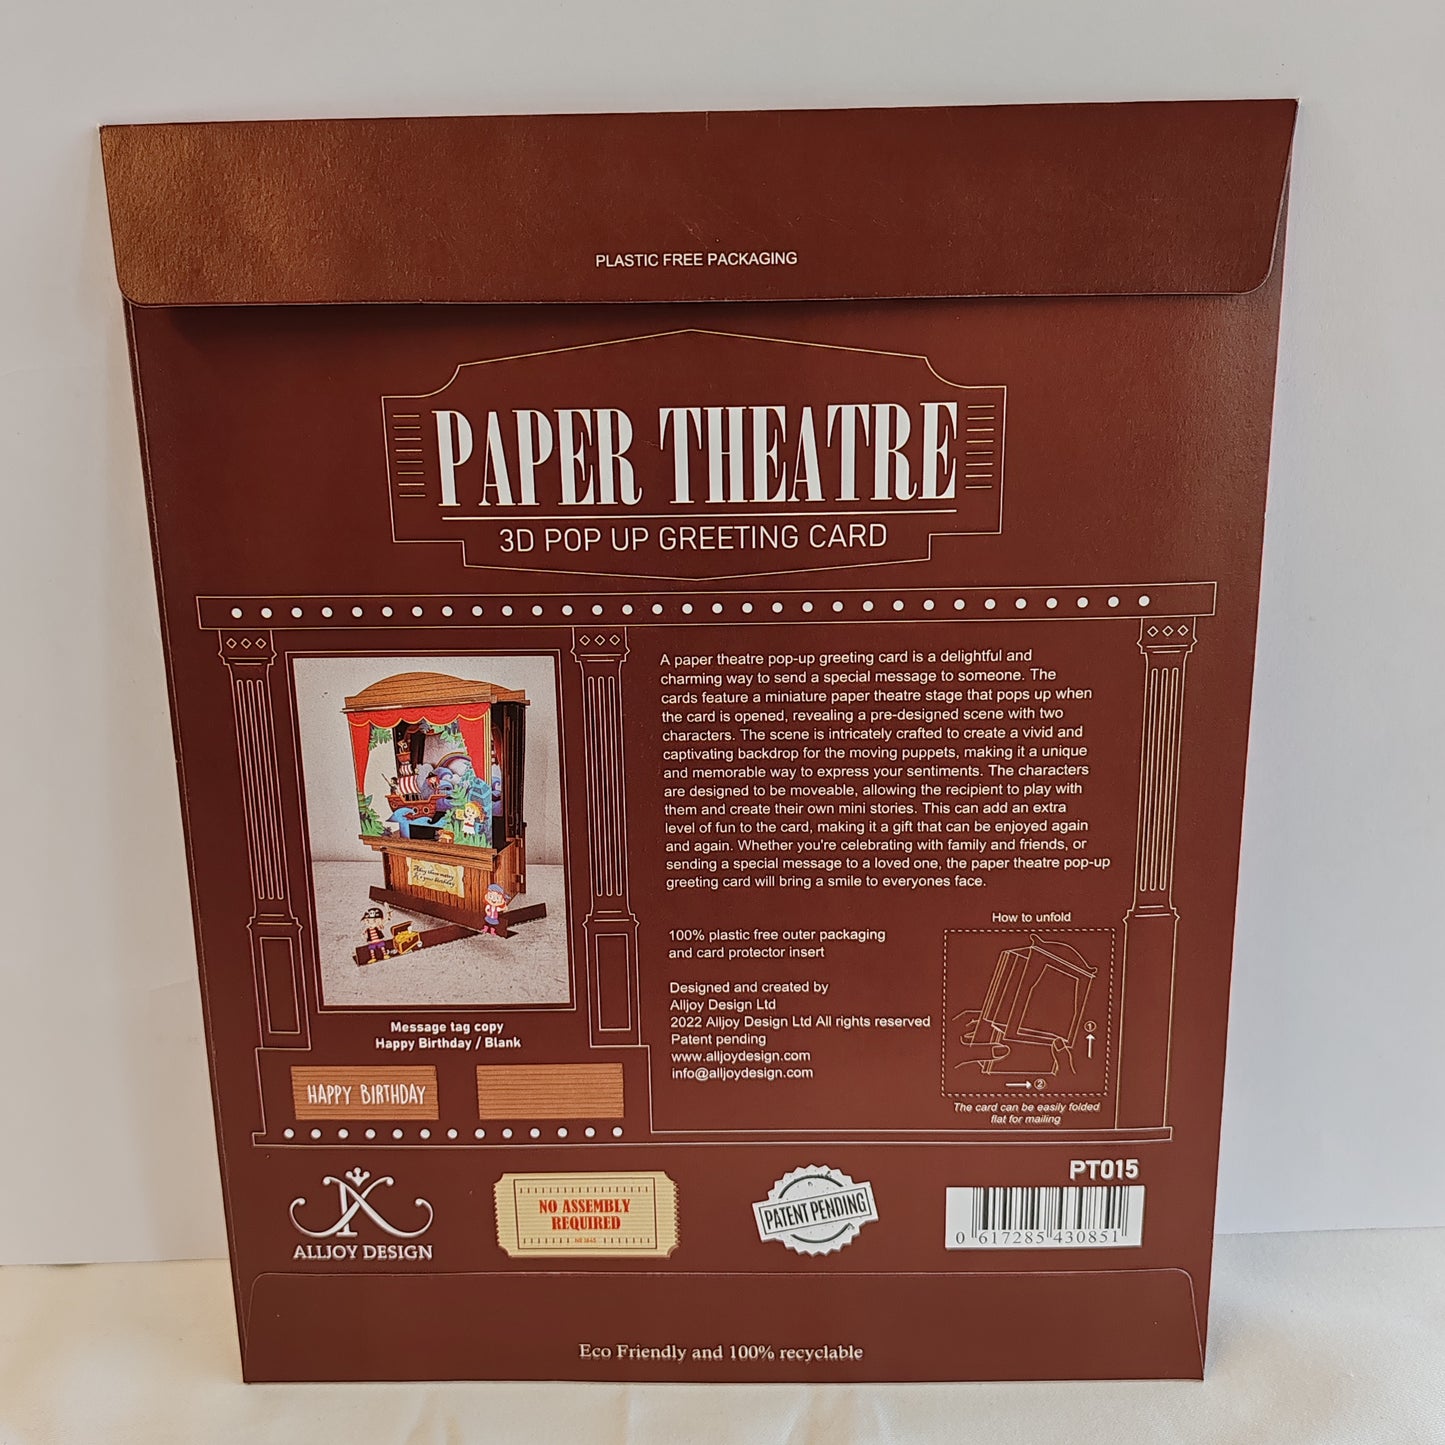 PLASTIC FREE PACKAGING
PAPER THEATRE
3D POP UP GREETING CARD
A paper theatre pop-up greeting card is a delightful and
charming way to send a special message to someone. The
cards feature a miniature paper theatre stage that pops up when
the card is opened, revealing a pre-designed scene with two
characters. The scene is intricately crafted to create a vivid and
captivating backdrop for the moving puppets, making it a unique
and memorable way to express your sentiments. The characters
are designed to be moveable, allowing the recipient to play with
them and create their own mini stories. This can add an extra
level of fun to the card, making it a gift that can be enjoyed again
and again. Whether you're celebrating with family and friends, or
sending a special message to a loved one, the paper theatre pop-up
greeting card will bring a smile to everyones face.
100% plastic free outer packaging
and card protector insert
Designed and created by
Alljoy Design Ltd
2022 Alljoy Design Ltd All rights reserved
Patent pending
www.alljoydesign.com
info@alljoydesign.com
How to unfold
①
②
The card can be easily folded
flat for mailing
Message tag copy
Happy Birthday / Blank
HAPPY BIRTHDAY
ALLJOY DESIGN
NO ASSEMBLY
REQUIRED
PATENT PENDING
PT015
0 617285 430851
Eco Friendly and 100% recyclable